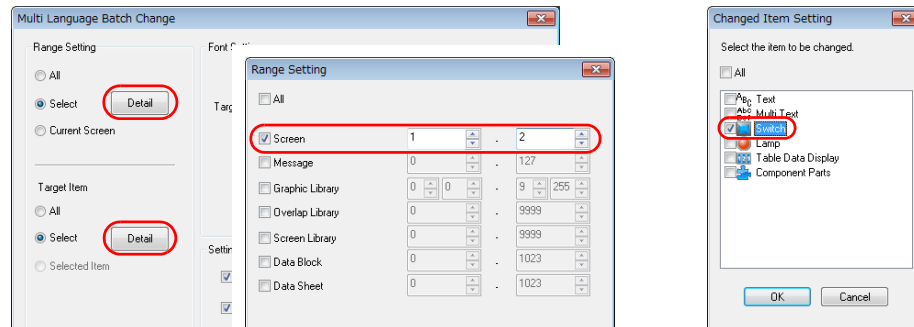 Multi Language Batch Change
Range Setting
All
Select
Detail
Current Screen
Target Item
All
Select
Detail
Selected Item
Range Setting
All
Screen 1 . 2
Message 0 . 127
Graphic Library 0 0 . 9 255
Overlap Library 0 . 9999
Screen Library 0 . 9999
Data Block 0 . 1023
Data Sheet 0 . 1023
Changed Item Setting
Select the item to be changed.
All
Text
Multi Text
Switch
Lamp
Table Data Display
Component Parts
OK Cancel